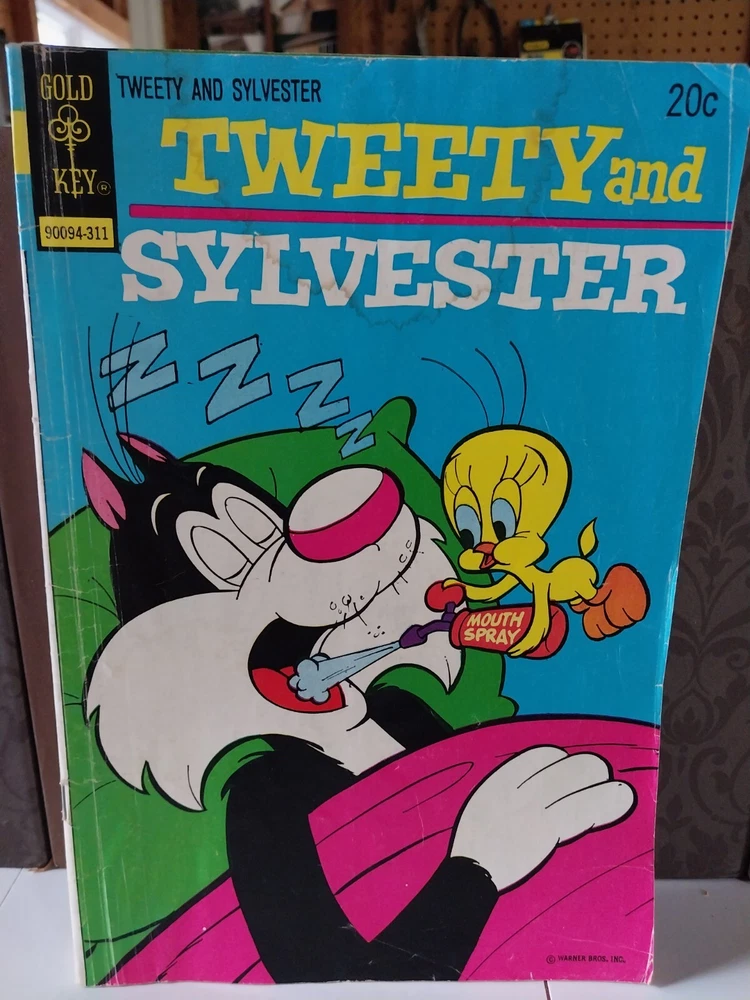 GOLD
KEY®
90094-311
TWEETY AND SYLVESTER
20c
TWEETY and
SYLVESTER
Z Z Z Z
MOUTH
SPRAY
© WARNER BROS. INC.